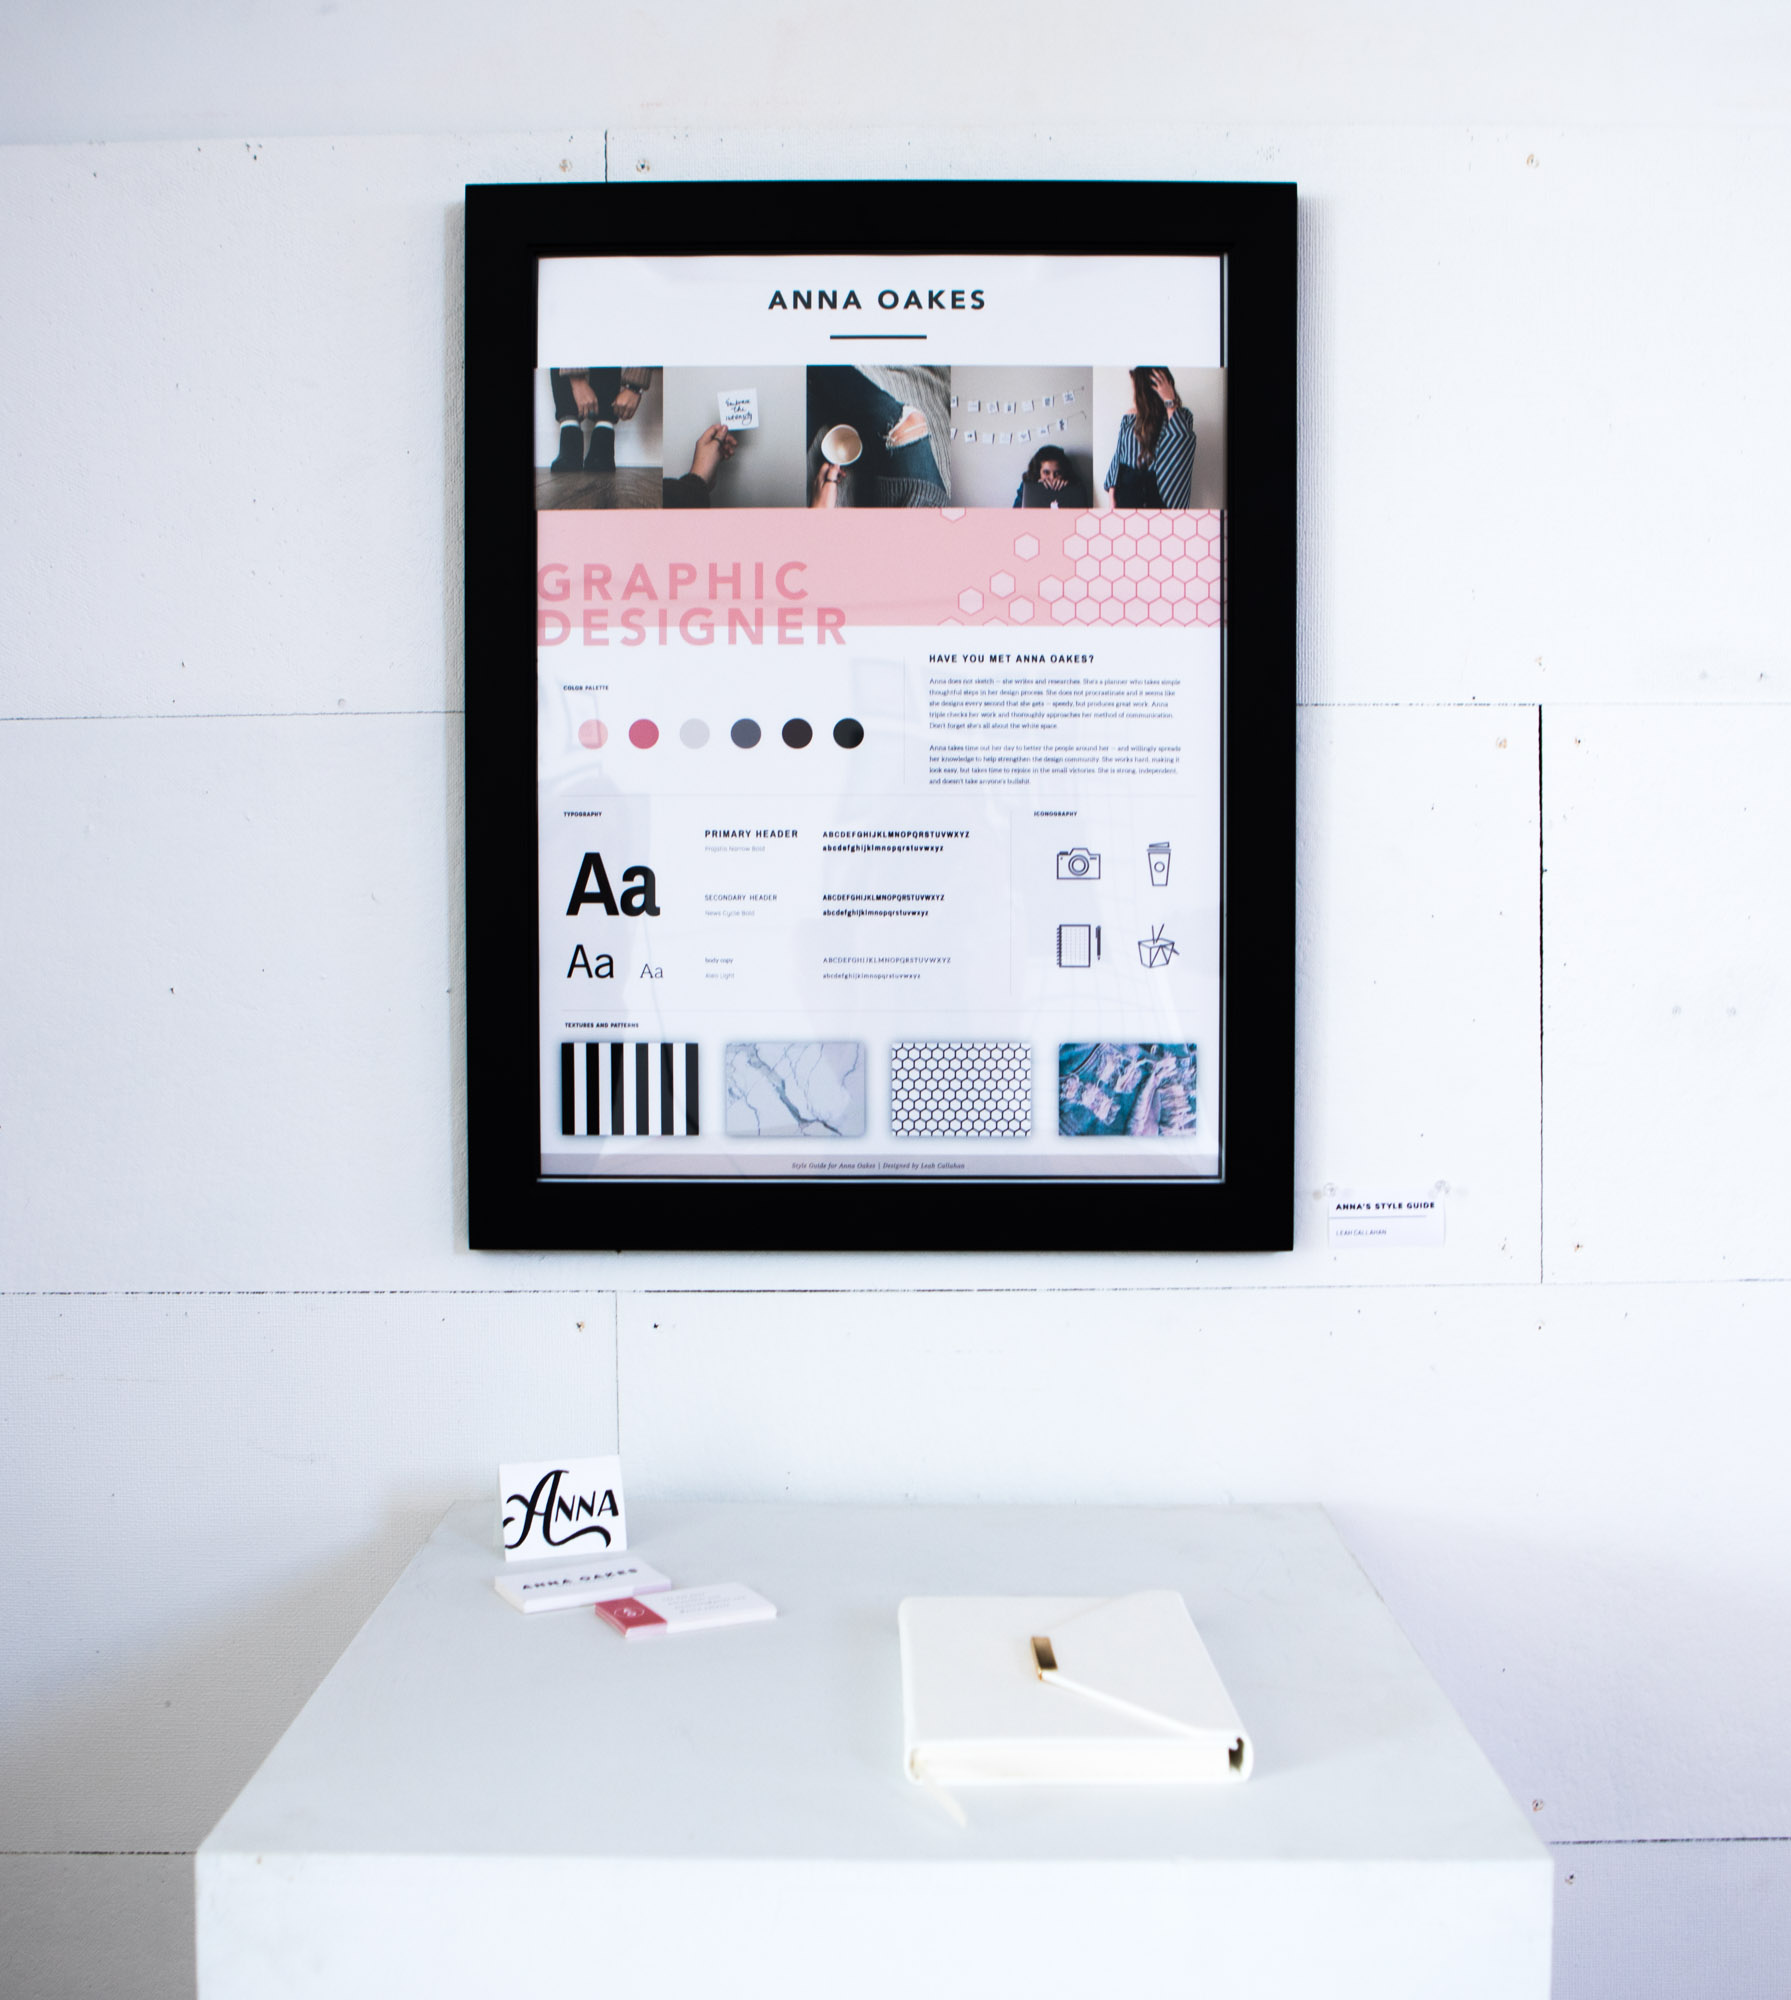 ANNA OAKES
Embrace
the
intensity
GRAPHIC
DESIGNER
COLOR PALETTE
HAVE YOU MET ANNA OAKES?
Anna does not sketch — she writes and researches. She's a planner who takes simple
thoughtful steps in her design process. She does not procrastinate and it seems like
she designs every second that she gets — speedy, but produces great work. Anna
triple checks her work and thoroughly approaches her method of communication.
Don't forget she's all about the white space.
Anna takes time out her day to better the people around her — and willingly spreads
her knowledge to help strengthen the design community. She works hard, making it
look easy, but takes time to rejoice in the small victories. She is strong, independent,
and doesn't take anyone's bullshit.
TYPOGRAPHY
Aa
Aa Aa
PRIMARY HEADER
Narrow Bold
ABCDEFGHIJKLMNOPQRSTUVWXYZ
abcdefghijklmnopqrstuvwxyz
SECONDARY HEADER
News Cycle Bold
ABCDEFGHIJKLMNOPQRSTUVWXYZ
abcdefghijklmnopqrstuvwxyz
body copy
Aleo Light
ABCDEFGHIJKLMNOPQRSTUVWXYZ
abcdefghijklmnopqrstuvwxyz
ICONOGRAPHY
TEXTURES AND PATTERNS
Style Guide for Anna Oakes | Designed by Leah Callahan
ANNA'S STYLE GUIDE
LEAH CALLAHAN
ANNA
ANNA OAKES